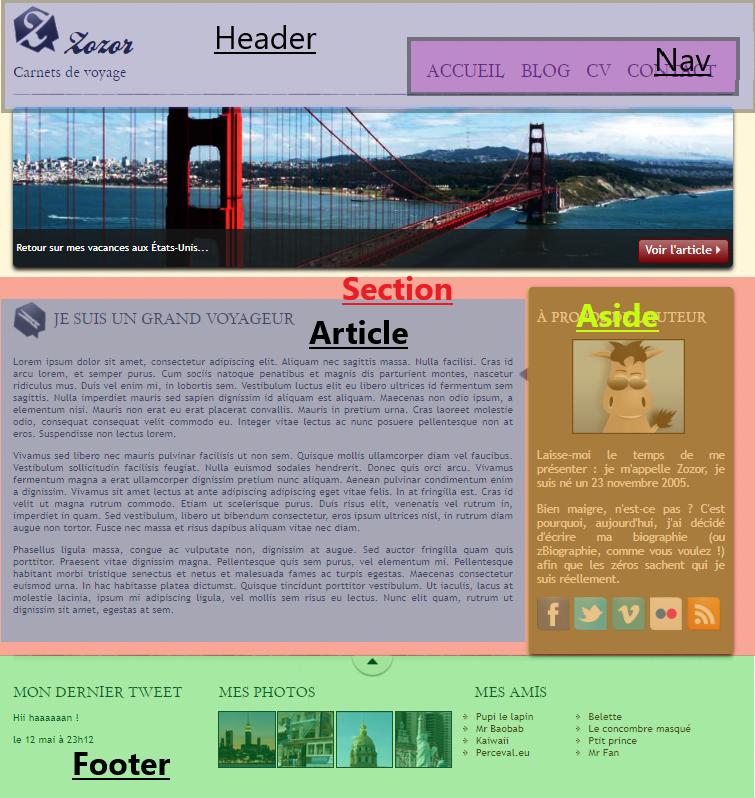 Header
Zozor
Carnets de voyage
Nav
ACCUEIL BLOG CV CONTACT
Retour sur mes vacances aux États-Unis...
Voir l'article
Section
Article
JE SUIS UN GRAND VOYAGEUR
Lorem ipsum dolor sit amet, consectetur adipiscing elit. Aliquam nec sagittis massa. Nulla facilisi. Cras id
arcu lorem, et semper purus. Cum sociis natoque penatibus et magnis dis parturient montes, nascetur
ridiculus mus. Duis vel enim mi, in lobortis sem. Vestibulum luctus elit eu libero ultrices id fermentum sem
sagittis. Nulla imperdiet mauris sed sapien dignissim id aliquam est aliquam. Maecenas non odio ipsum, a
elementum nisi. Mauris non erat eu erat placerat convallis. Mauris in pretium urna. Cras laoreet molestie
odio, consequat consequat velit commodo eu. Integer vitae lectus ac nunc posuere pellentesque non at
eros. Suspendisse non lectus lorem.
Vivamus sed libero nec mauris pulvinar facilisis ut non sem. Quisque mollis ullamcorper diam vel faucibus.
Vestibulum sollicitudin facilisis feugiat. Nulla euismod sodales hendrerit. Donec quis orci arcu. Vivamus
fermentum magna a erat ullamcorper dignissim pretium nunc aliquam. Aenean pulvinar condimentum enim
a dignissim. Vivamus sit amet lectus at ante adipiscing adipiscing eget vitae felis. In at fringilla est. Cras id
velit ut magna rutrum commodo. Etiam ut scelerisque purus. Duis risus elit, venenatis vel rutrum in,
imperdiet in quam. Sed vestibulum, libero ut bibendum consectetur, eros ipsum ultrices nisl, in rutrum diam
augue non tortor. Fusce nec massa et risus dapibus aliquam vitae nec diam.
Phasellus ligula massa, congue ac vulputate non, dignissim at augue. Sed auctor fringilla quam quis
porttitor. Praesent vitae dignissim magna. Pellentesque quis sem purus, vel elementum mi. Pellentesque
habitant morbi tristique senectus et netus et malesuada fames ac turpis egestas. Maecenas consectetur
euismod urna. In hac habitasse platea dictumst. Quisque tincidunt porttitor vestibulum. Ut iaculis, lacus at
molestie lacinia, ipsum mi adipiscing ligula, vel mollis sem risus eu lectus. Nunc elit quam, rutrum ut
dignissim sit amet, egestas at sem.
Aside
À PROPOS DE L'AUTEUR
Laisse-moi le temps de me
présenter : je m'appelle Zozor, je
suis né un 23 novembre 2005.
Bien maigre, n'est-ce pas ? C'est
pourquoi, aujourd'hui, j'ai décidé
d'écrire ma biographie (ou
zBiographie, comme vous voulez !)
afin que les zéros sachent qui je
suis réellement.
MON DERNIER TWEET
Hii haaaaaan !
le 12 mai à 23h12
Footer
MES PHOTOS
MES AMIS
Pupi le lapin
Mr Baobab
Kaiwaii
Perceval.eu
Belette
Le concombre masqué
Ptit prince
Mr Fan